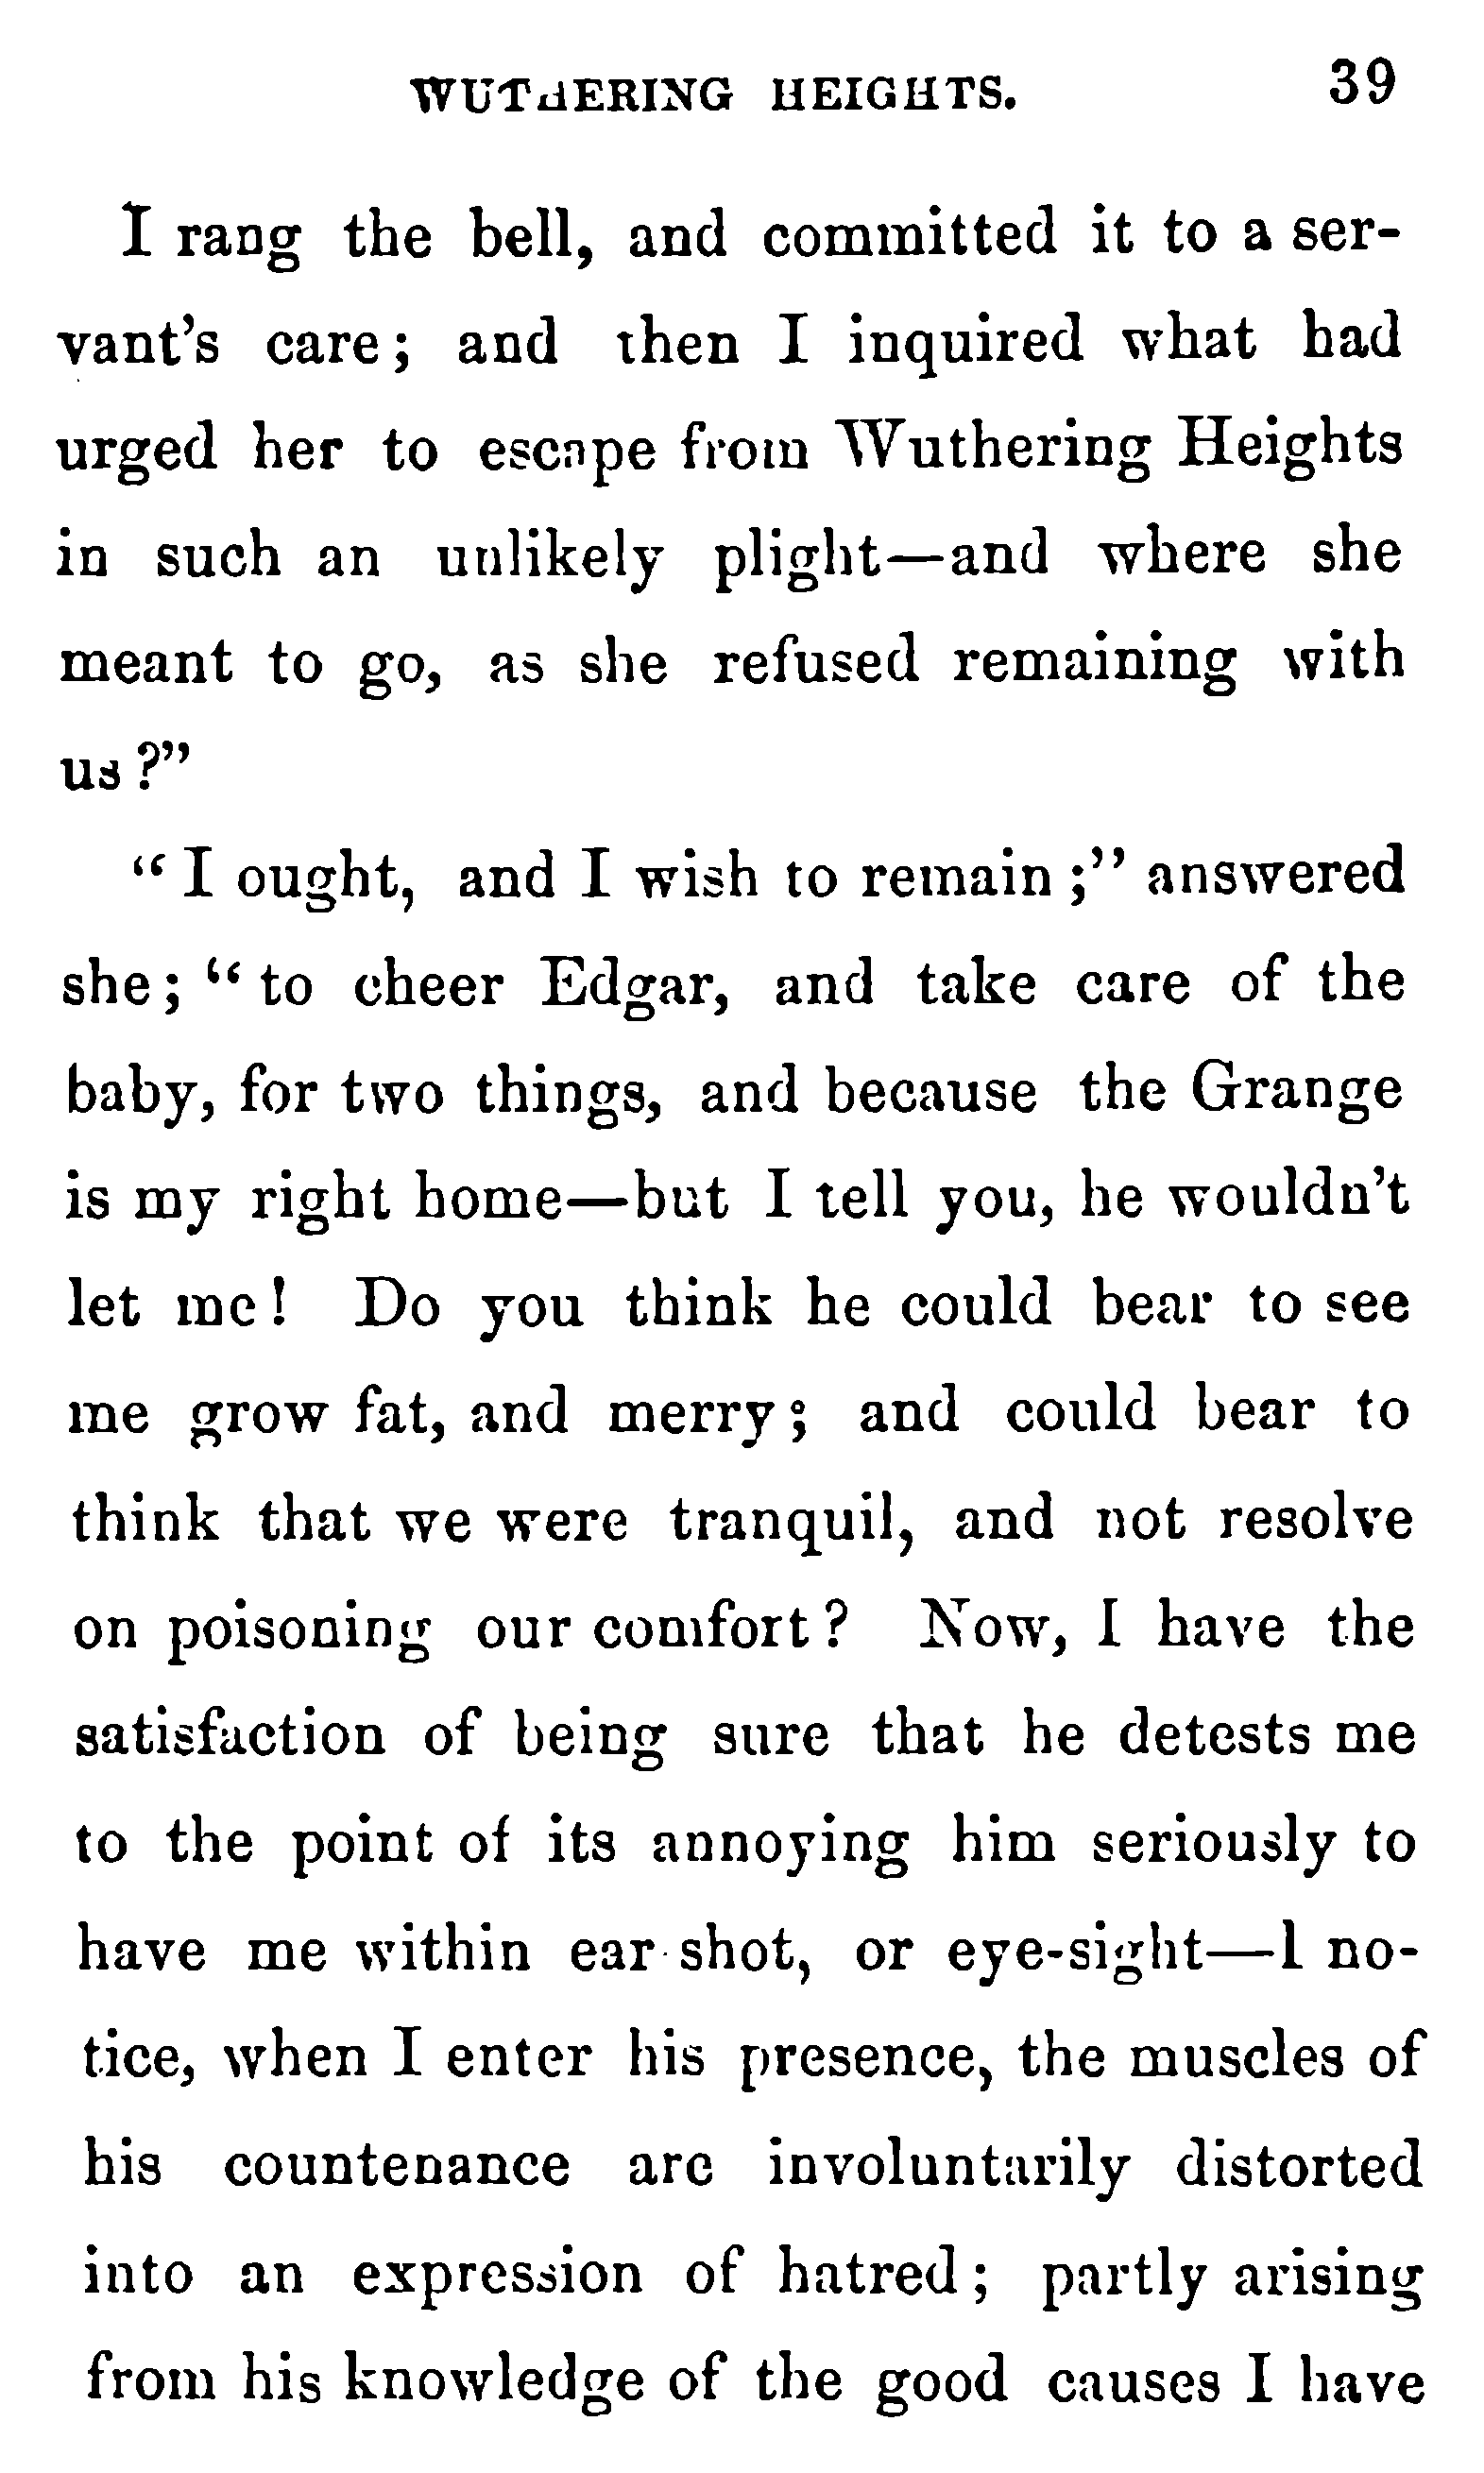 WUTHERING HEIGHTS. 39
I rang the bell, and committed it to a ser-
vant's care; and then I inquired what had
urged her to escape from Wuthering Heights
in such an unlikely plight—and where she
meant to go, as she refused remaining with
us?"
"I ought, and I wish to remain;" answered
she; "to cheer Edgar, and take care of the
baby, for two things, and because the Grange
is my right home—but I tell you, he wouldn't
let me! Do you think he could bear to see
me grow fat, and merry; and could bear to
think that we were tranquil, and not resolve
on poisoning our comfort? Now, I have the
satisfaction of being sure that he detests me
to the point of its annoying him seriously to
have me within ear-shot, or eye-sight—I no-
tice, when I enter his presence, the muscles of
his countenance are involuntarily distorted
into an expression of hatred; partly arising
from his knowledge of the good causes I have